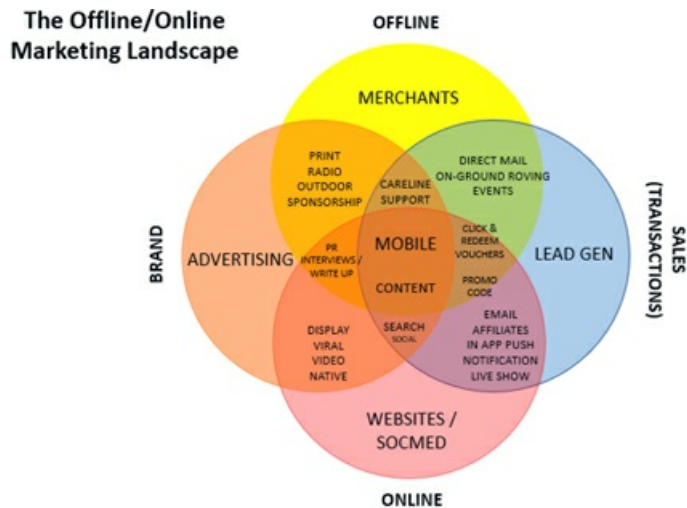 The Offline/Online
Marketing Landscape
OFFLINE
MERCHANTS
PRINT
RADIO
OUTDOOR
SPONSORSHIP
CARELINE
SUPPORT
DIRECT MAIL
ON-GROUND ROVING
EVENTS
BRAND
ADVERTISING
PR
INTERVIEWS /
WRITE UP
MOBILE
CONTENT
CLICK &
REDEEM
VOUCHERS
PROMO
CODE
LEAD GEN
SALES
(TRANSACTIONS)
DISPLAY
VIRAL
VIDEO
NATIVE
SEARCH
SOCIAL
EMAIL
AFFILIATES
IN APP PUSH
NOTIFICATION
LIVE SHOW
WEBSITES /
SOCMED
ONLINE